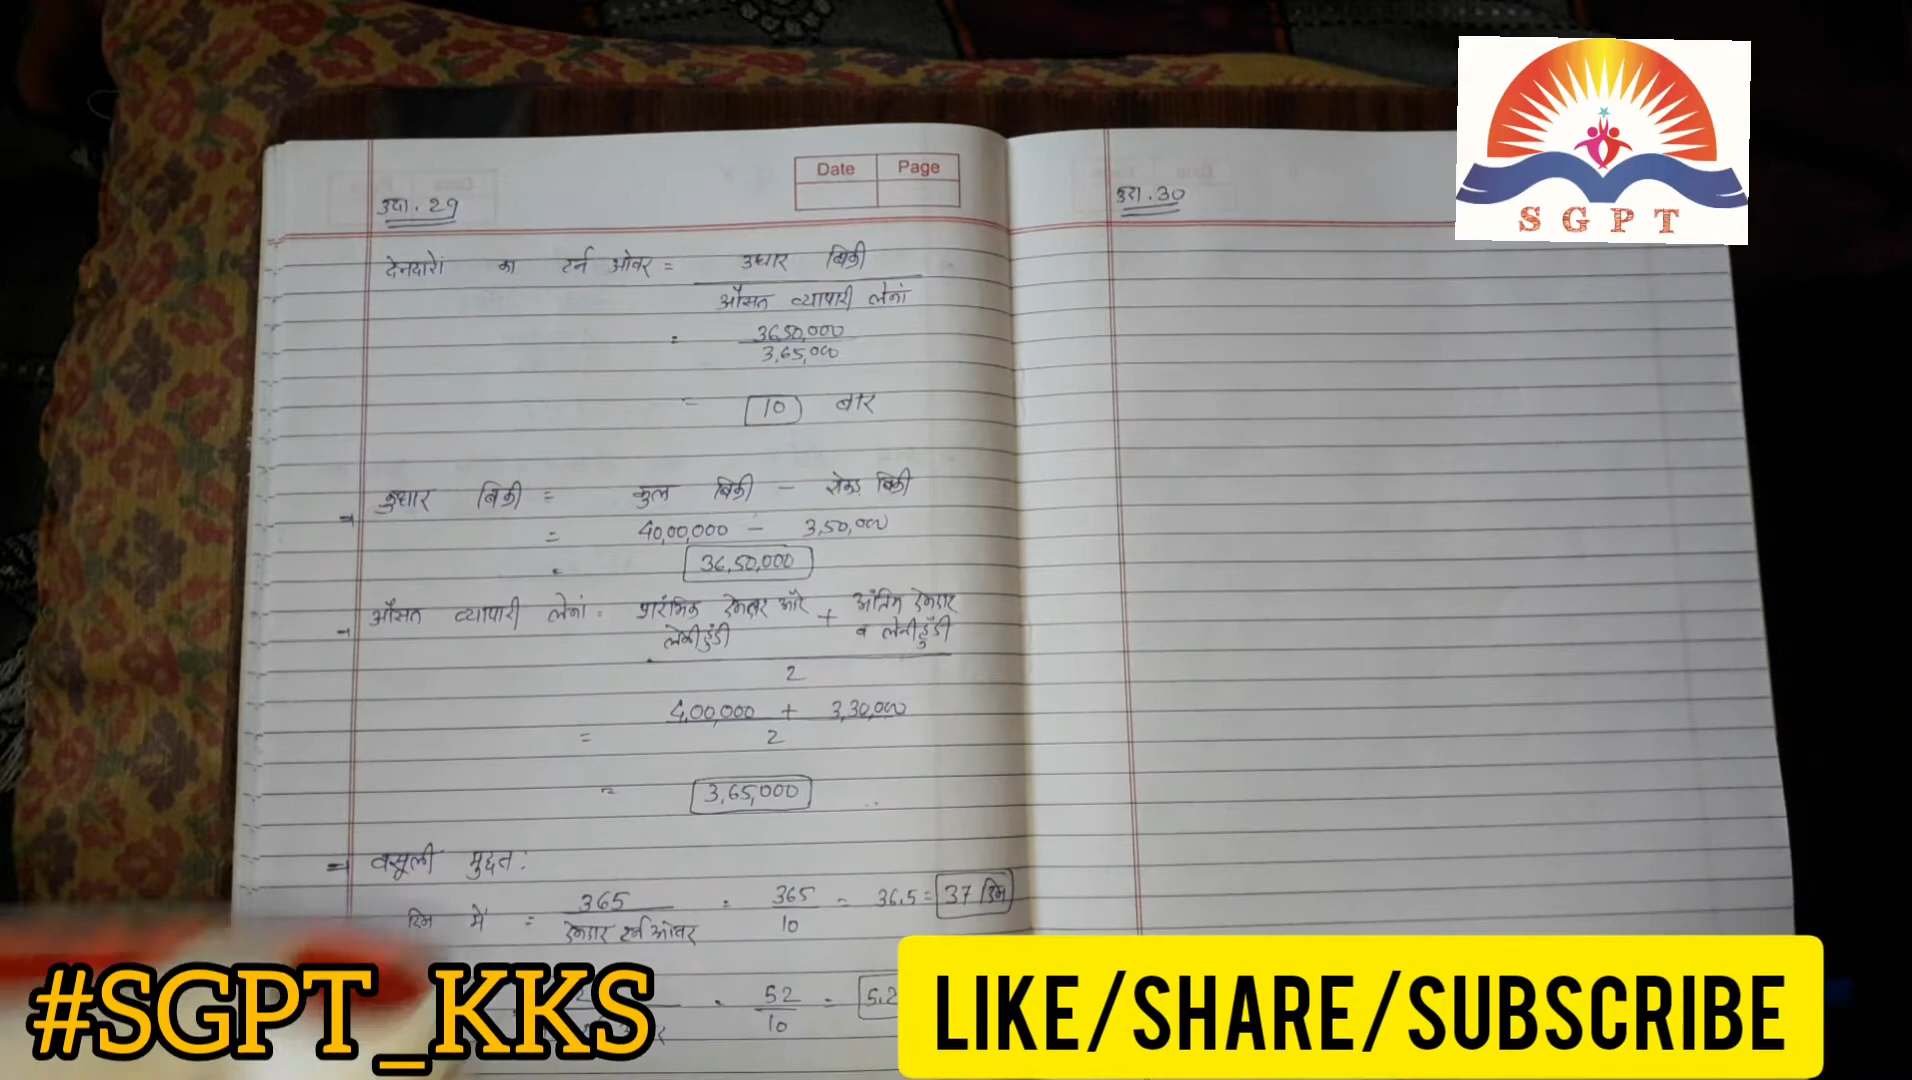 उदा. 29
Date Page
देनदारों का टर्न ओवर = उधार बिक्री
औसत व्यापारी लेनां
= 36,50,000
3,65,000
= 10 बार
⇒ उधार बिक्री = कुल बिक्री - रोकड़ बिक्री
= 40,00,000 - 3,50,000
= 36,50,000
→ औसत व्यापारी लेनां = प्रारंभिक देनदार और + अंतिम देनदार
लेनीहुंडी व लेनीहुंडी
2
= 4,00,000 + 3,30,000
2
= 3,65,000
⇒ वसूली मुद्दत:
दिन में = 365 = 365 = 36.5 = 37 दिन
देनदार टर्न ओवर 10
= 52 = 5.2
10
उदा. 30
S G P T
#SGPT_KKS
LIKE/SHARE/SUBSCRIBE